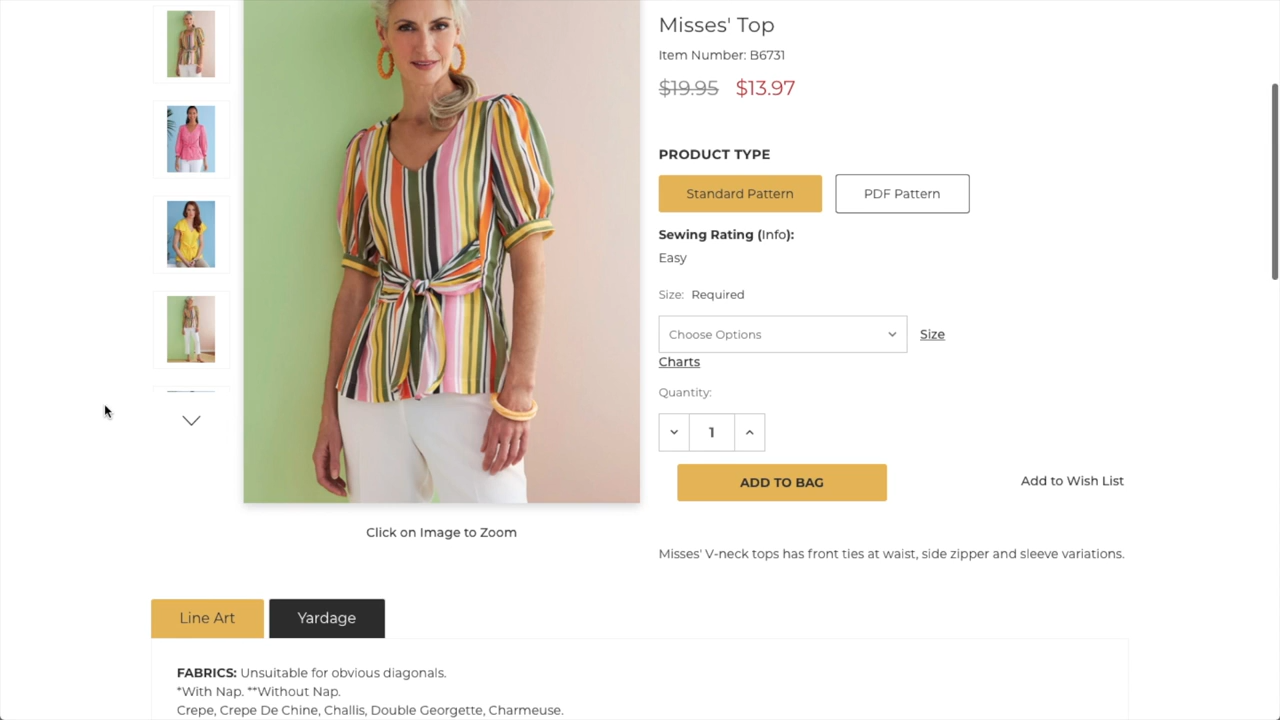 Misses' Top
Item Number: B6731
$19.95 $13.97
PRODUCT TYPE
Standard Pattern PDF Pattern
Sewing Rating (Info):
Easy
Size: Required
Choose Options Size
Charts
Quantity:
1
ADD TO BAG Add to Wish List
Click on Image to Zoom
Misses' V-neck tops has front ties at waist, side zipper and sleeve variations.
Line Art Yardage
FABRICS: Unsuitable for obvious diagonals.
*With Nap. **Without Nap.
Crepe, Crepe De Chine, Challis, Double Georgette, Charmeuse.